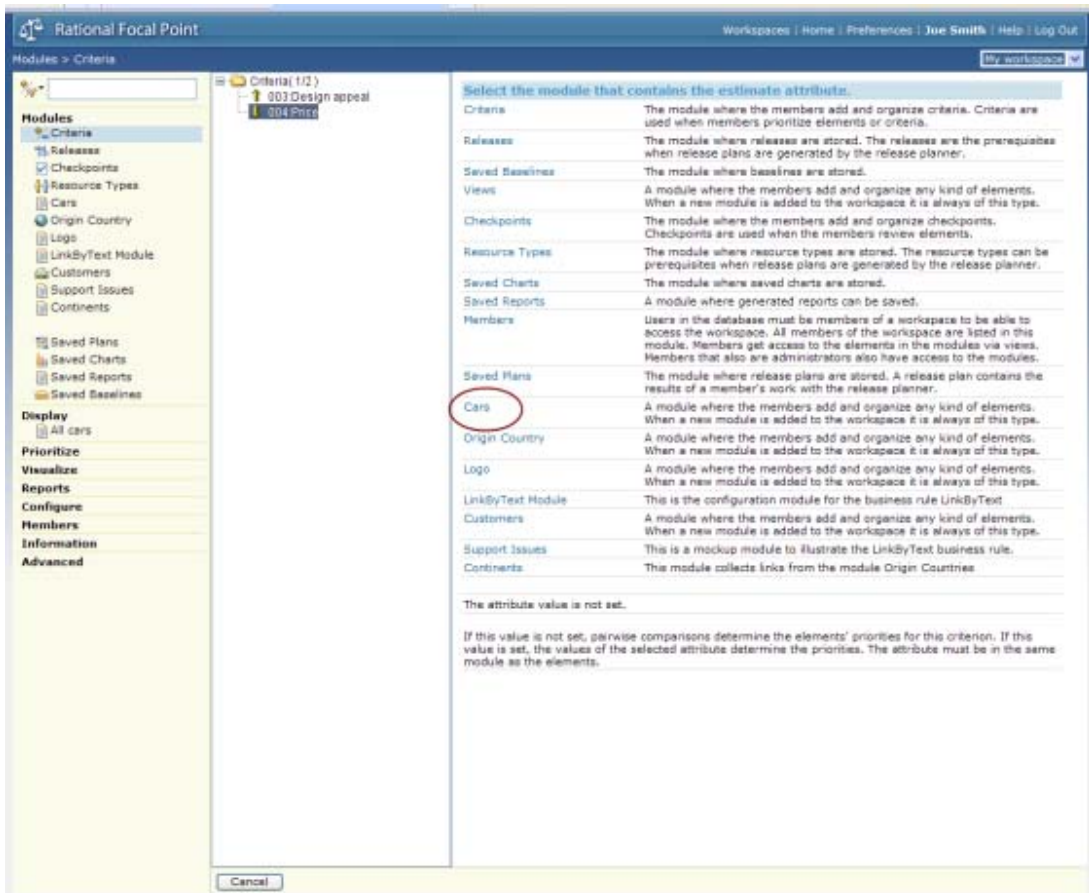 Rational Focal Point
Workspaces | Home | Preferences | Joe Smith | Help | Log Out
Modules > Criteria
My workspace
Modules
Criteria
Releases
Checkpoints
Resource Types
Cars
Origin Country
Logo
LinkByText Module
Customers
Support Issues
Continents
Saved Plans
Saved Charts
Saved Reports
Saved Baselines
Display
All cars
Prioritize
Visualize
Reports
Configure
Members
Information
Advanced
Criteria( 1/2 )
003:Design appeal
004:Price
Select the module that contains the estimate attribute.
Criteria The module where the members add and organize criteria. Criteria are
used when members prioritize elements or criteria.
Releases The module where releases are stored. The releases are the prerequisites
when release plans are generated by the release planner.
Saved Baselines The module where baselines are stored.
Views A module where the members add and organize any kind of elements.
When a new module is added to the workspace it is always of this type.
Checkpoints The module where the members add and organize checkpoints.
Checkpoints are used when the members review elements.
Resource Types The module where resource types are stored. The resource types can be
prerequisites when release plans are generated by the release planner.
Saved Charts The module where saved charts are stored.
Saved Reports A module where generated reports can be saved.
Members Users in the database must be members of a workspace to be able to
access the workspace. All members of the workspace are listed in this
module. Members get access to the elements in the modules via views.
Members that also are administrators also have access to the modules.
Saved Plans The module where release plans are stored. A release plan contains the
results of a member's work with the release planner.
Cars A module where the members add and organize any kind of elements.
When a new module is added to the workspace it is always of this type.
Origin Country A module where the members add and organize any kind of elements.
When a new module is added to the workspace it is always of this type.
Logo A module where the members add and organize any kind of elements.
When a new module is added to the workspace it is always of this type.
LinkByText Module This is the configuration module for the business rule LinkByText
Customers A module where the members add and organize any kind of elements.
When a new module is added to the workspace it is always of this type.
Support Issues This is a mockup module to illustrate the LinkByText business rule.
Continents This module collects links from the module Origin Countries
The attribute value is not set.
If this value is not set, pairwise comparisons determine the elements' priorities for this criterion. If this
value is set, the values of the selected attribute determine the priorities. The attribute must be in the same
module as the elements.
Cancel